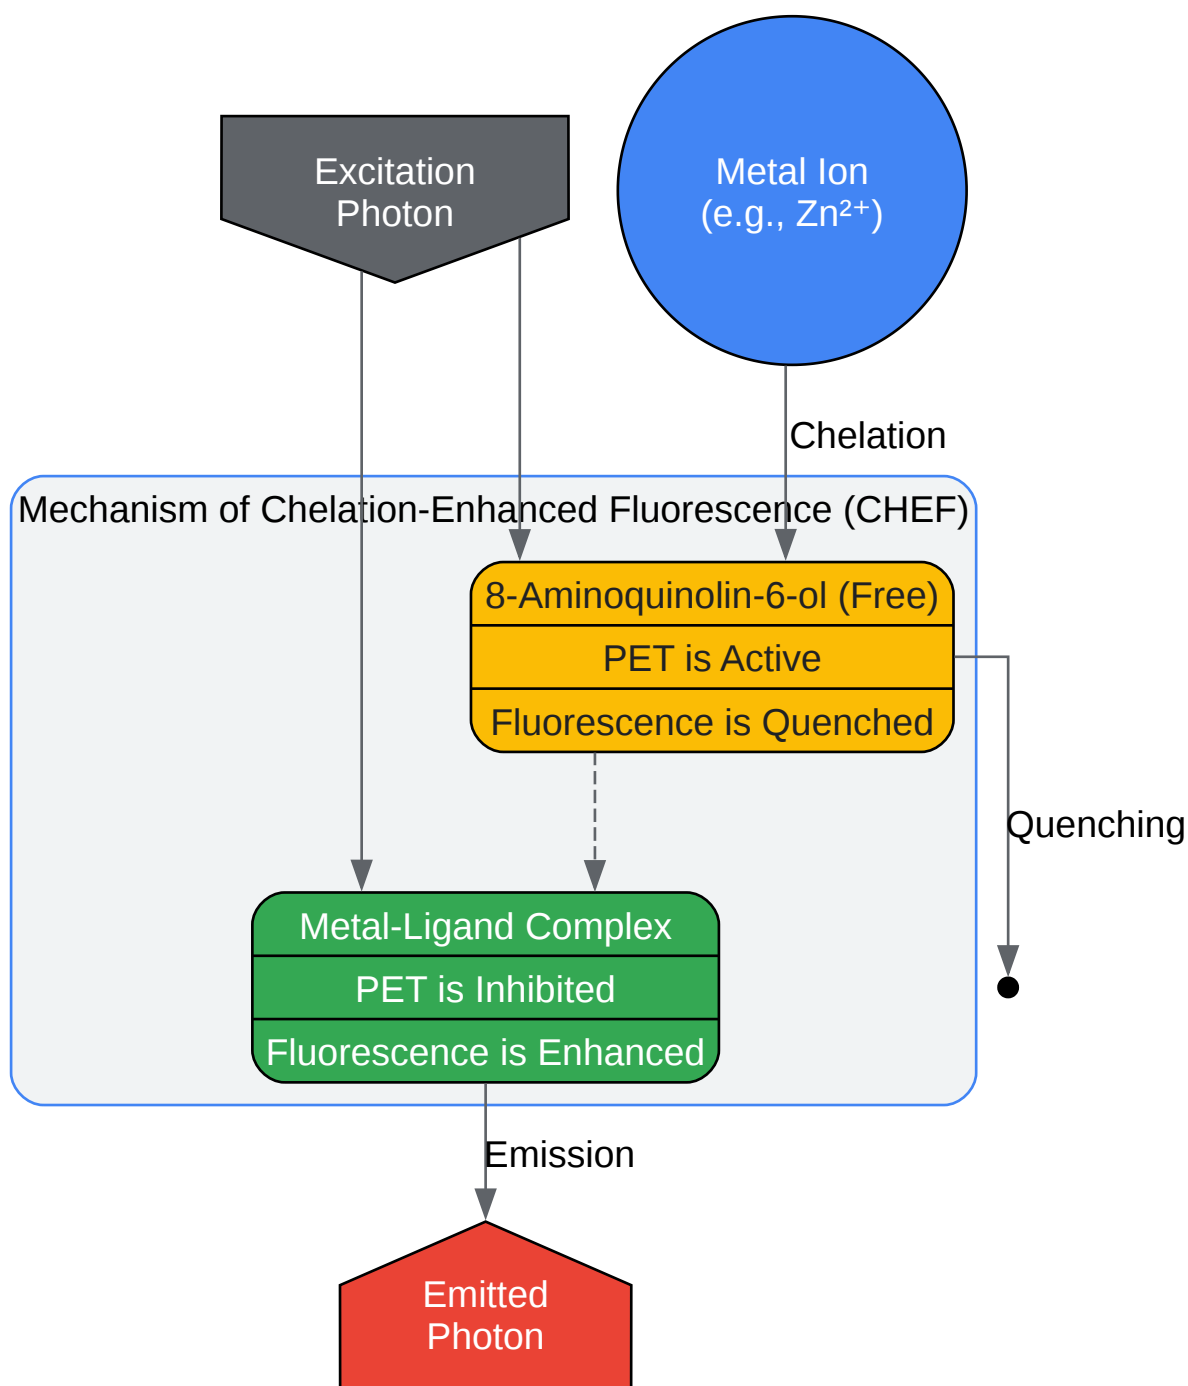 Excitation
Photon
Metal Ion
(e.g., Zn²⁺)
Chelation
Mechanism of Chelation-Enhanced Fluorescence (CHEF)
8-Aminoquinolin-6-ol (Free)
PET is Active
Fluorescence is Quenched
Quenching
Metal-Ligand Complex
PET is Inhibited
Fluorescence is Enhanced
Emission
Emitted
Photon